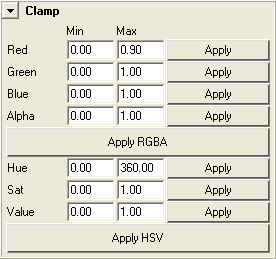 Clamp
Min Max
Red 0.00 0.90 Apply
Green 0.00 1.00 Apply
Blue 0.00 1.00 Apply
Alpha 0.00 1.00 Apply
Apply RGBA
Hue 0.00 360.00 Apply
Sat 0.00 1.00 Apply
Value 0.00 1.00 Apply
Apply HSV